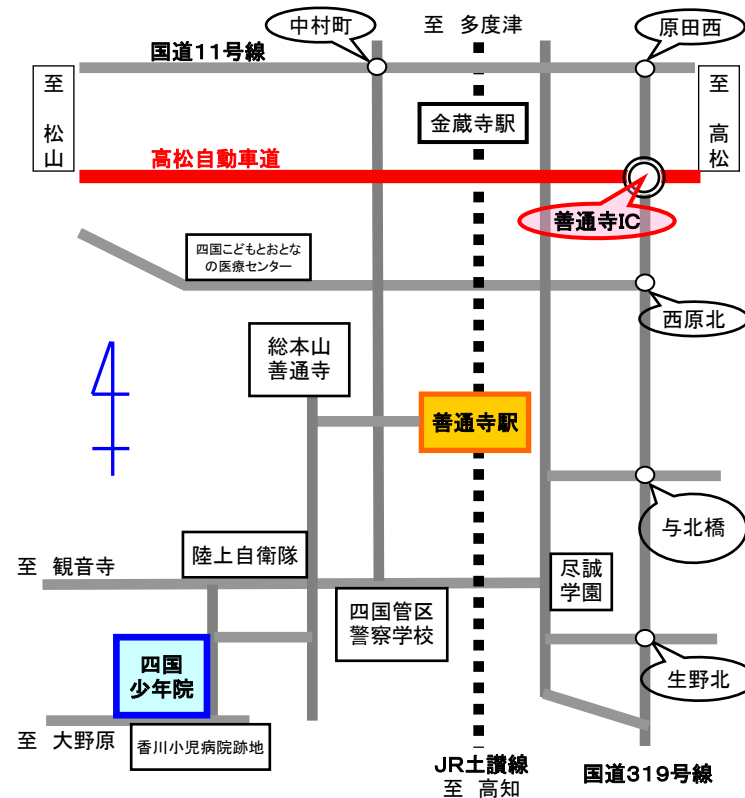 中村町
至 多度津
原田西
国道11号線
至 松山
至 高松
金蔵寺駅
高松自動車道
善通寺IC
四国こどもとおとな
の医療センター
西原北
総本山
善通寺
善通寺駅
与北橋
陸上自衛隊
至 観音寺
尽誠
学園
四国管区
警察学校
四国
少年院
生野北
至 大野原
香川小児病院跡地
JR土讃線
至 高知
国道319号線